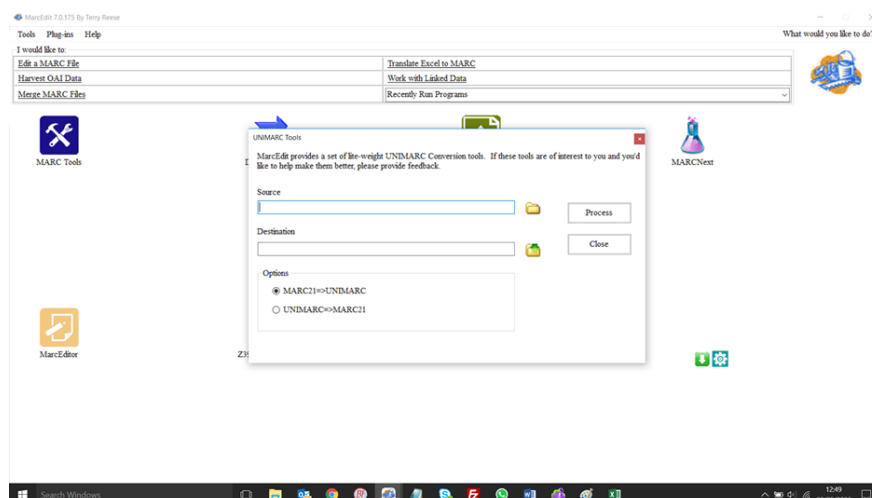 MarcEdit 7.0.175 By Terry Reese
Tools Plug-ins Help
What would you like to do?
I would like to:
Edit a MARC File
Translate Excel to MARC
Harvest OAI Data
Work with Linked Data
Merge MARC Files
Recently Run Programs
UNIMARC Tools
MarcEdit provides a set of lite-weight UNIMARC Conversion tools. If these tools are of interest to you and you'd
like to help make them better, please provide feedback.
MARC Tools
MARCNext
Source
Process
Destination
Close
Options
MARC21=>UNIMARC
UNIMARC=>MARC21
MarcEditor
Z39
Search Windows
12:49